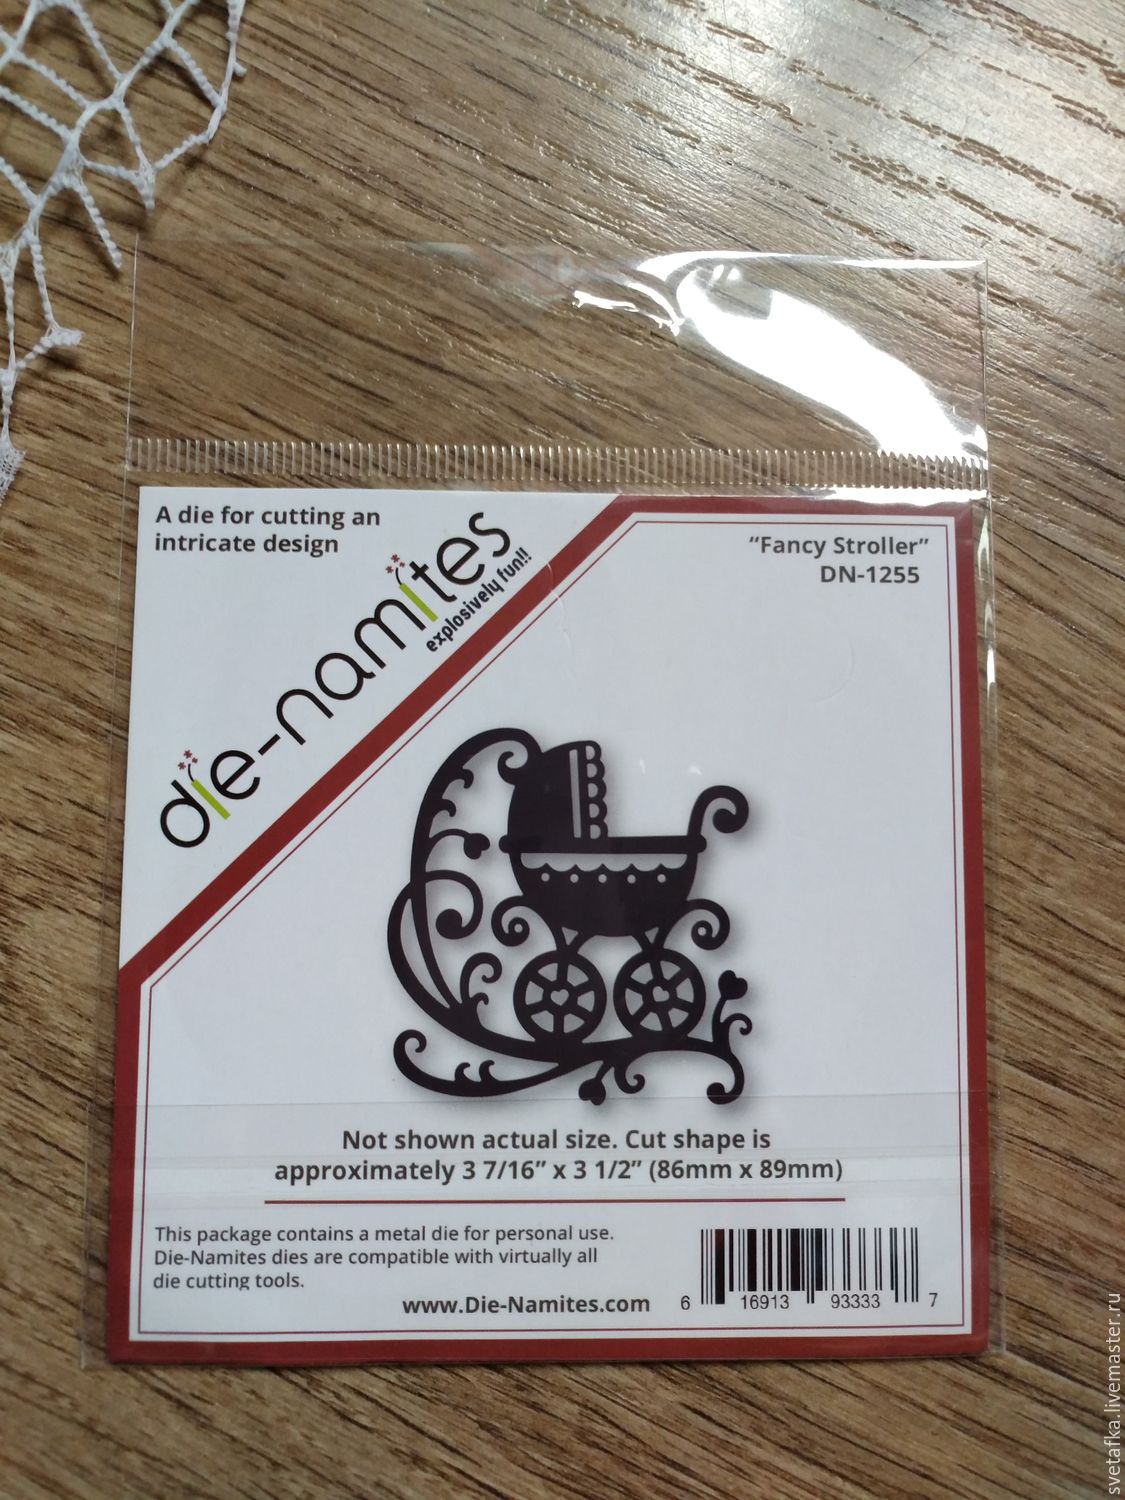 A die for cutting an
intricate design
die-namites
explosively fun!!
“Fancy Stroller”
DN-1255
Not shown actual size. Cut shape is
approximately 3 7/16” x 3 1/2” (86mm x 89mm)
This package contains a metal die for personal use.
Die-Namites dies are compatible with virtually all
die cutting tools.
www.Die-Namites.com
6 16913 93333 7
svetafka.livemaster.ru